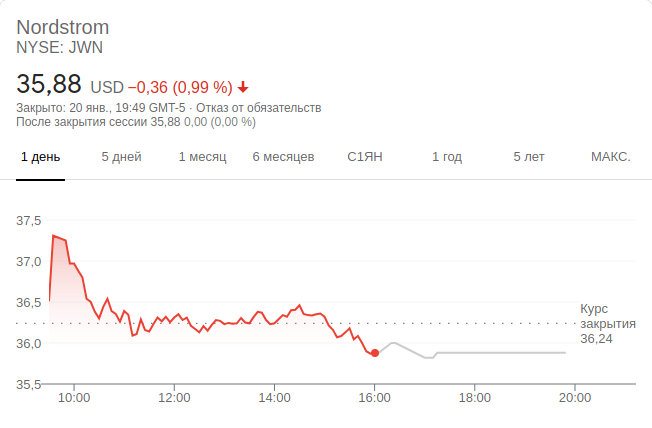 Nordstrom
NYSE: JWN
35,88 USD −0,36 (0,99 %)
Закрыто: 20 янв., 19:49 GMT-5 · Отказ от обязательств
После закрытия сессии 35,88 0,00 (0,00 %)
1 день 5 дней 1 месяц 6 месяцев С1ЯН 1 год 5 лет МАКС.
37,5
37,0
36,5
36,0
35,5
Курс
закрытия
36,24
10:00 12:00 14:00 16:00 18:00 20:00